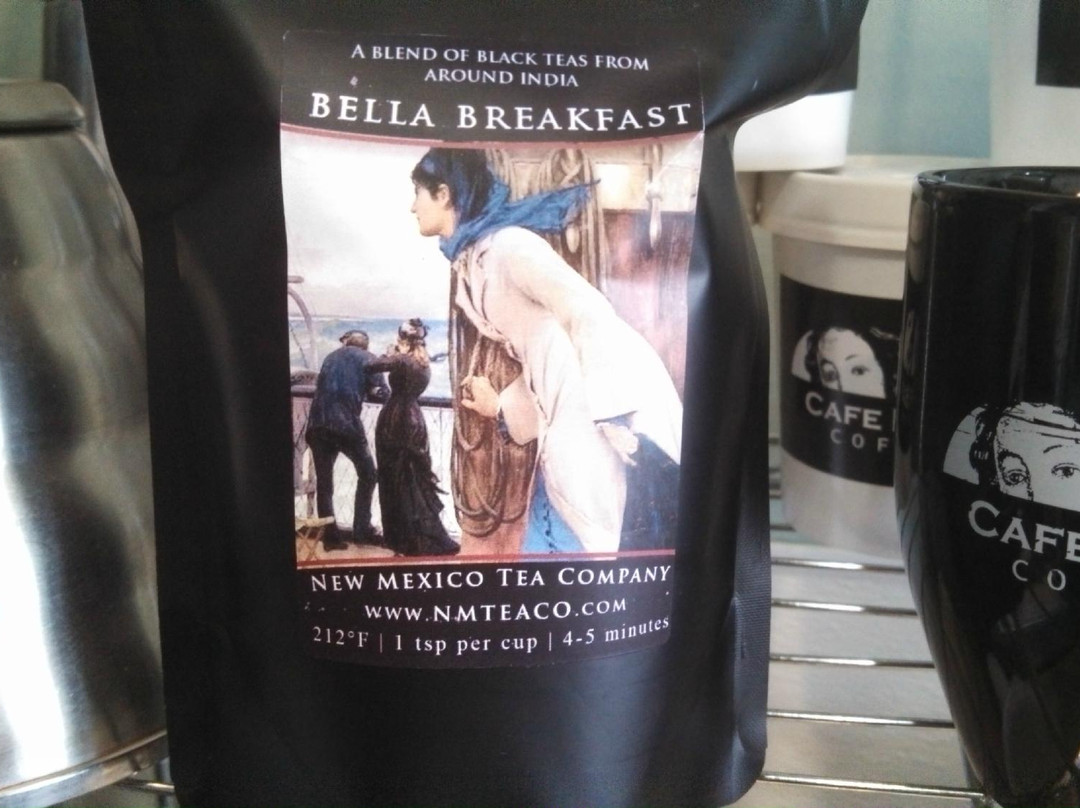 A BLEND OF BLACK TEAS FROM
AROUND INDIA
BELLA BREAKFAST
NEW MEXICO TEA COMPANY
WWW.NMTEACO.COM
212°F | 1 tsp per cup | 4-5 minutes
CAFE
COF
CAFE
CO